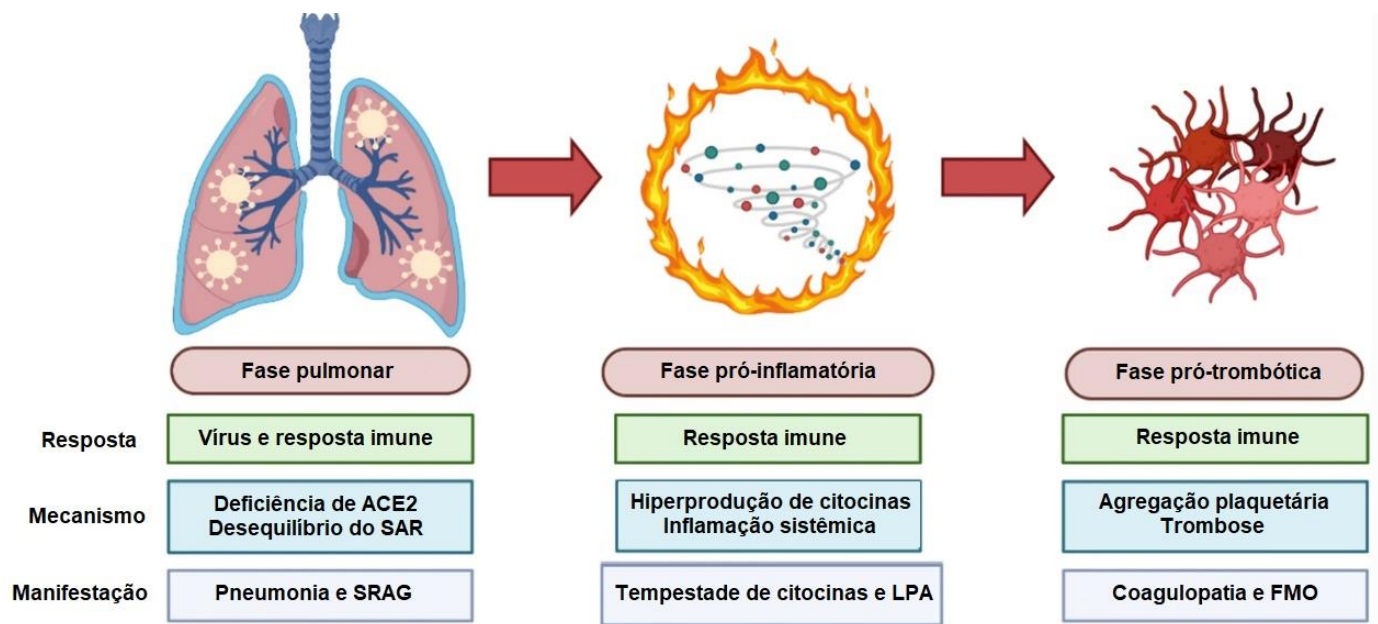 Fase pulmonar
Fase pró-inflamatória
Fase pró-trombótica
Resposta
Vírus e resposta imune
Resposta imune
Resposta imune
Mecanismo
Deficiência de ACE2
Desequilíbrio do SAR
Hiperprodução de citocinas
Inflamação sistêmica
Agregação plaquetária
Trombose
Manifestação
Pneumonia e SRAG
Tempestade de citocinas e LPA
Coagulopatia e FMO